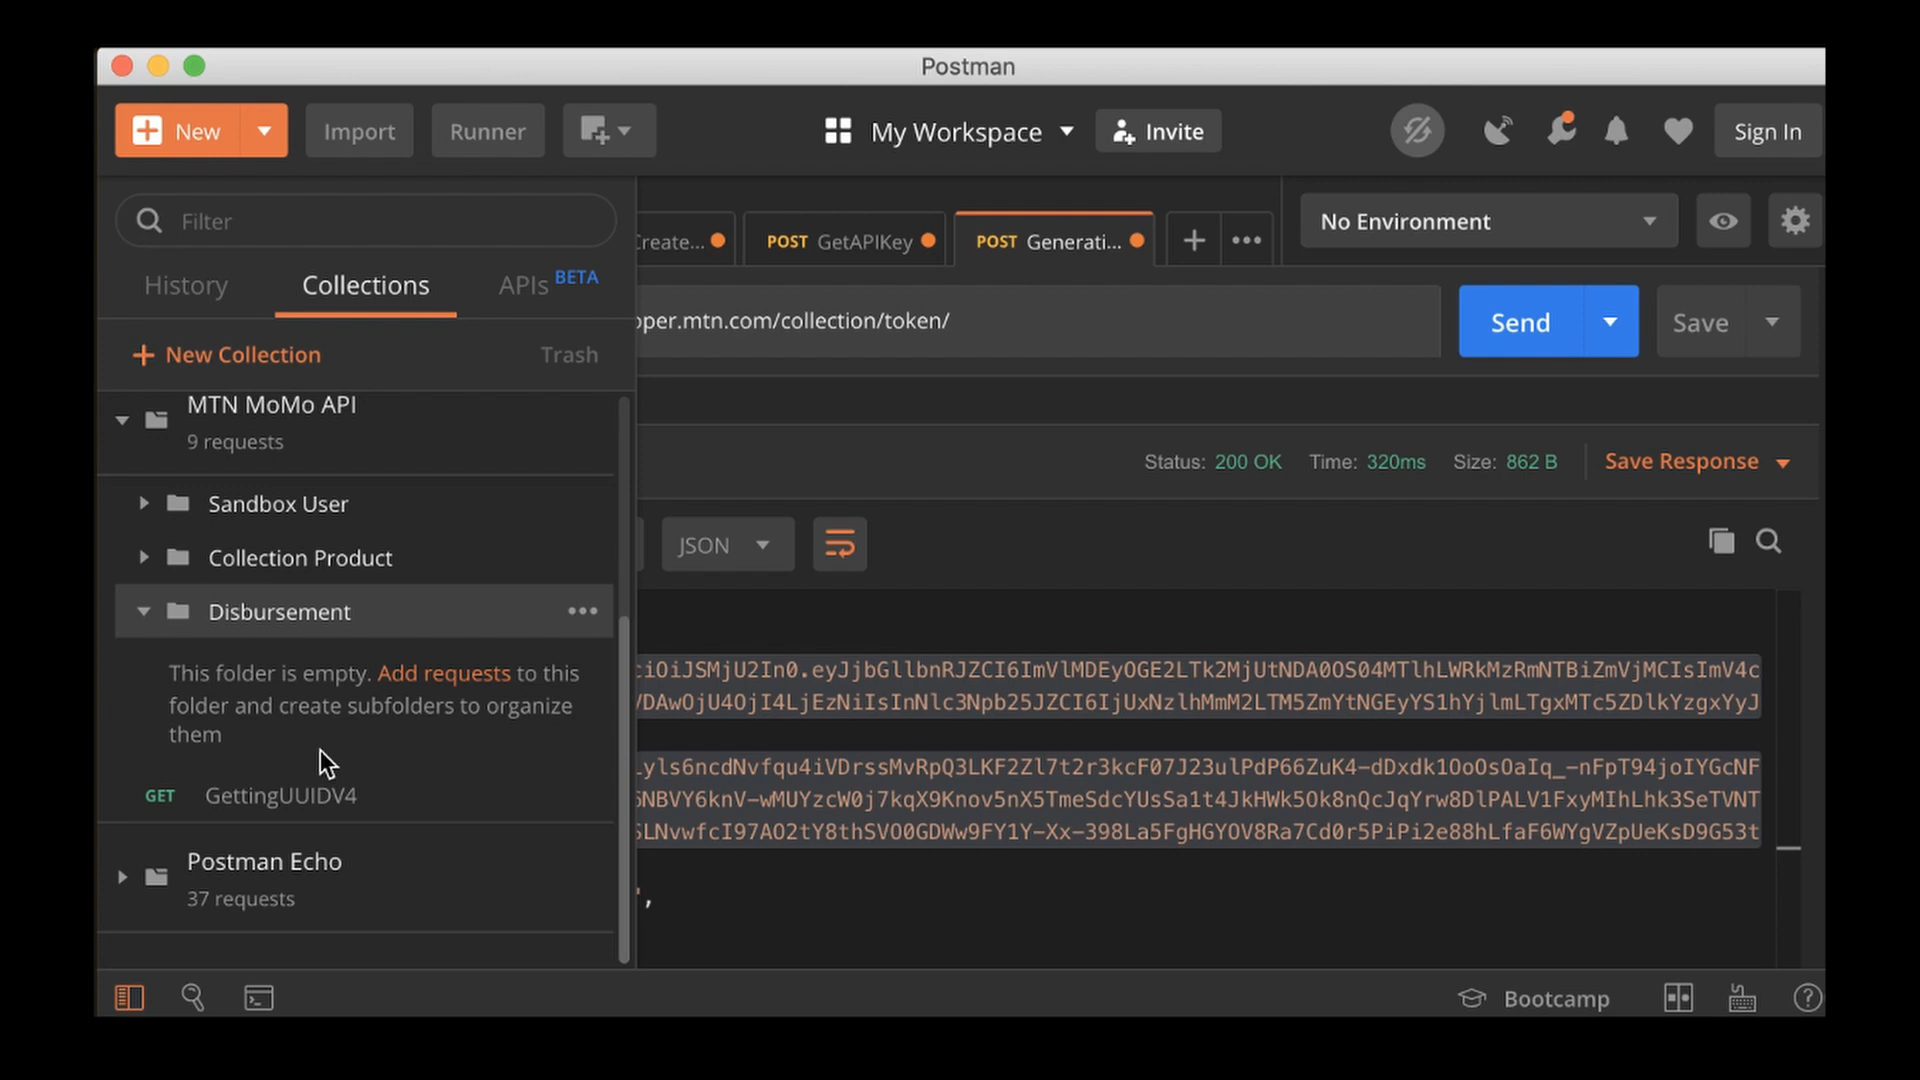 Postman
New
Import
Runner
My Workspace
Invite
Sign In
Filter
Create...
POST GetAPIKey
POST Generati...
No Environment
History
Collections
APIs BETA
oper.mtn.com/collection/token/
Send
Save
New Collection
Trash
MTN MoMo API
9 requests
Status: 200 OK Time: 320ms Size: 862 B
Save Response
Sandbox User
JSON
Collection Product
Disbursement
This folder is empty. Add requests to this
folder and create subfolders to organize
them
GET GettingUUIDV4
Postman Echo
37 requests
",
Bootcamp